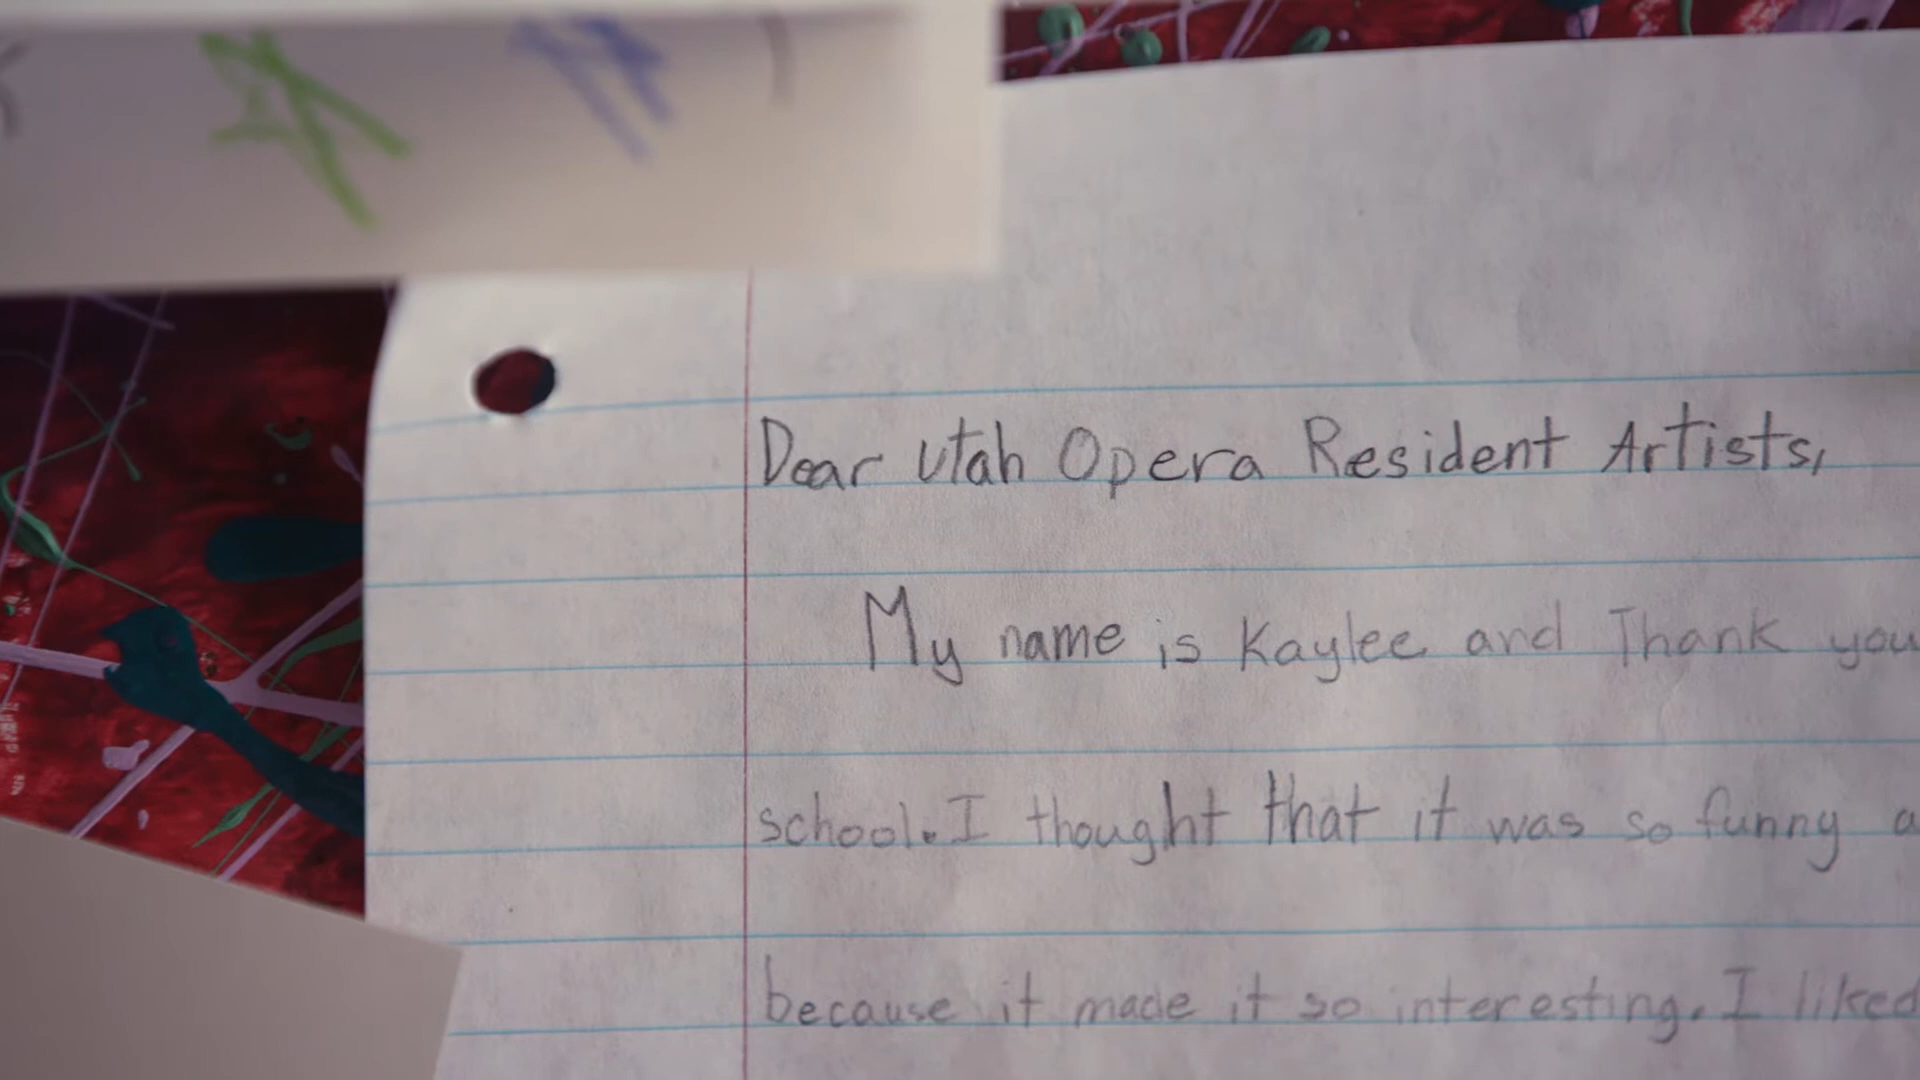 Dear Utah Opera Resident Artists,
My name is Kaylee and Thank you
school. I thought that it was so funny a
because it made it so interesting. I liked